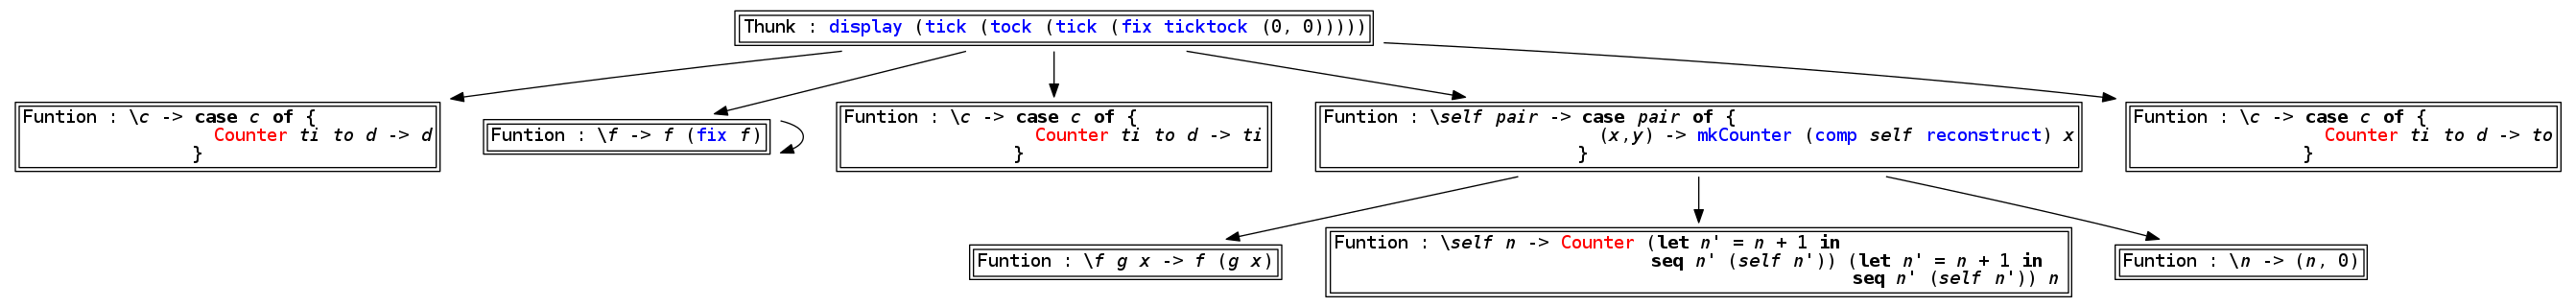 Thunk : display (tick (tock (tick (fix ticktock (0, 0)))))
Funtion : \c -> case c of {
Counter ti to d -> d
}
Funtion : \f -> f (fix f)
Funtion : \c -> case c of {
Counter ti to d -> ti
}
Funtion : \self pair -> case pair of {
(x,y) -> mkCounter (comp self reconstruct) x
}
Funtion : \c -> case c of {
Counter ti to d -> to
}
Funtion : \f g x -> f (g x)
Funtion : \self n -> Counter (let n' = n + 1 in
seq n' (self n')) (let n' = n + 1 in
seq n' (self n')) n
Funtion : \n -> (n, 0)